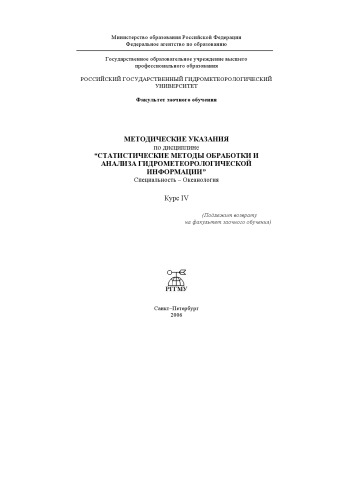 Министерство образования Российской Федерации
Федеральное агентство по образованию
Государственное образовательное учреждение высшего
профессионального образования
РОССИЙСКИЙ ГОСУДАРСТВЕННЫЙ ГИДРОМЕТЕОРОЛОГИЧЕСКИЙ
УНИВЕРСИТЕТ
Факультет заочного обучения
МЕТОДИЧЕСКИЕ УКАЗАНИЯ
по дисциплине
"СТАТИСТИЧЕСКИЕ МЕТОДЫ ОБРАБОТКИ И
АНАЛИЗА ГИДРОМЕТЕОРОЛОГИЧЕСКОЙ
ИНФОРМАЦИИ"
Специальность – Океанология
Курс IV
(Подлежит возврату
на факультет заочного обучения)
РГГМУ
Санкт–Петербург
2006